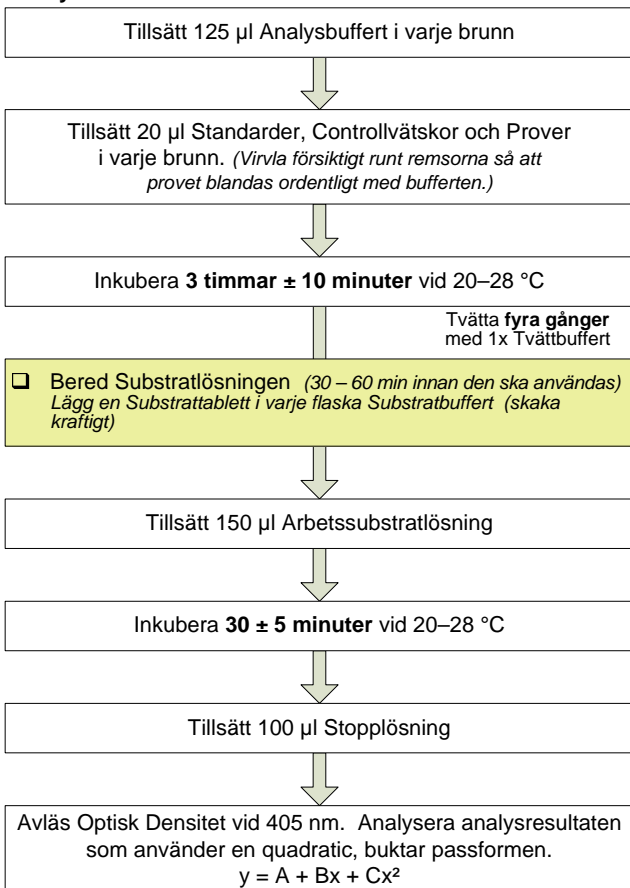 Tillsätt 125 µl Analysbuffert i varje brunn
Tillsätt 20 µl Standarder, Controllvätskor och Prover
i varje brunn. (Virvla försiktigt runt remsorna så att
provet blandas ordentligt med bufferten.)
Inkubera 3 timmar ± 10 minuter vid 20–28 °C
Tvätta fyra gånger
med 1x Tvättbuffert
❑ Bered Substratlösningen (30 – 60 min innan den ska användas)
Lägg en Substrattablett i varje flaska Substratbuffert (skaka
kraftigt)
Tillsätt 150 µl Arbetssubstratlösning
Inkubera 30 ± 5 minuter vid 20–28 °C
Tillsätt 100 µl Stopplösning
Avläs Optisk Densitet vid 405 nm. Analysera analysresultaten
som använder en quadratic, buktar passformen.
y = A + Bx + Cx²